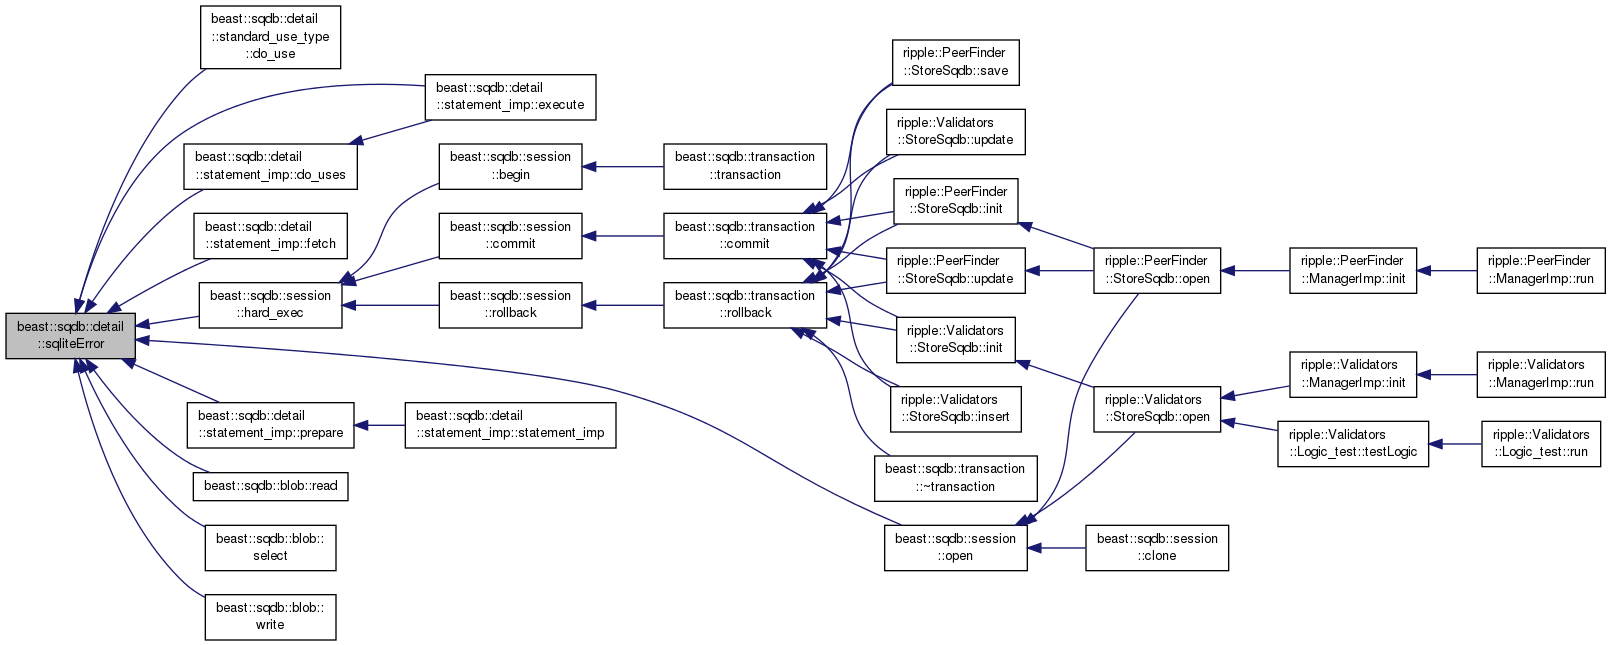 beast::sqdb::detail
::standard_use_type
::do_use
beast::sqdb::detail
::statement_imp::execute
beast::sqdb::detail
::statement_imp::do_uses
beast::sqdb::detail
::statement_imp::fetch
beast::sqdb::session
::hard_exec
beast::sqdb::detail
::sqliteError
beast::sqdb::detail
::statement_imp::prepare
beast::sqdb::detail
::statement_imp::statement_imp
beast::sqdb::blob::read
beast::sqdb::blob::
select
beast::sqdb::blob::
write
beast::sqdb::session
::begin
beast::sqdb::session
::commit
beast::sqdb::session
::rollback
beast::sqdb::transaction
::transaction
beast::sqdb::transaction
::commit
beast::sqdb::transaction
::rollback
ripple::PeerFinder
::StoreSqdb::save
ripple::Validators
::StoreSqdb::update
ripple::PeerFinder
::StoreSqdb::init
ripple::PeerFinder
::StoreSqdb::update
ripple::Validators
::StoreSqdb::init
ripple::Validators
::StoreSqdb::insert
beast::sqdb::transaction
::~transaction
beast::sqdb::session
::open
ripple::PeerFinder
::StoreSqdb::open
ripple::Validators
::StoreSqdb::open
beast::sqdb::session
::clone
ripple::PeerFinder
::ManagerImp::init
ripple::PeerFinder
::ManagerImp::run
ripple::Validators
::ManagerImp::init
ripple::Validators
::ManagerImp::run
ripple::Validators
::Logic_test::testLogic
ripple::Validators
::Logic_test::run